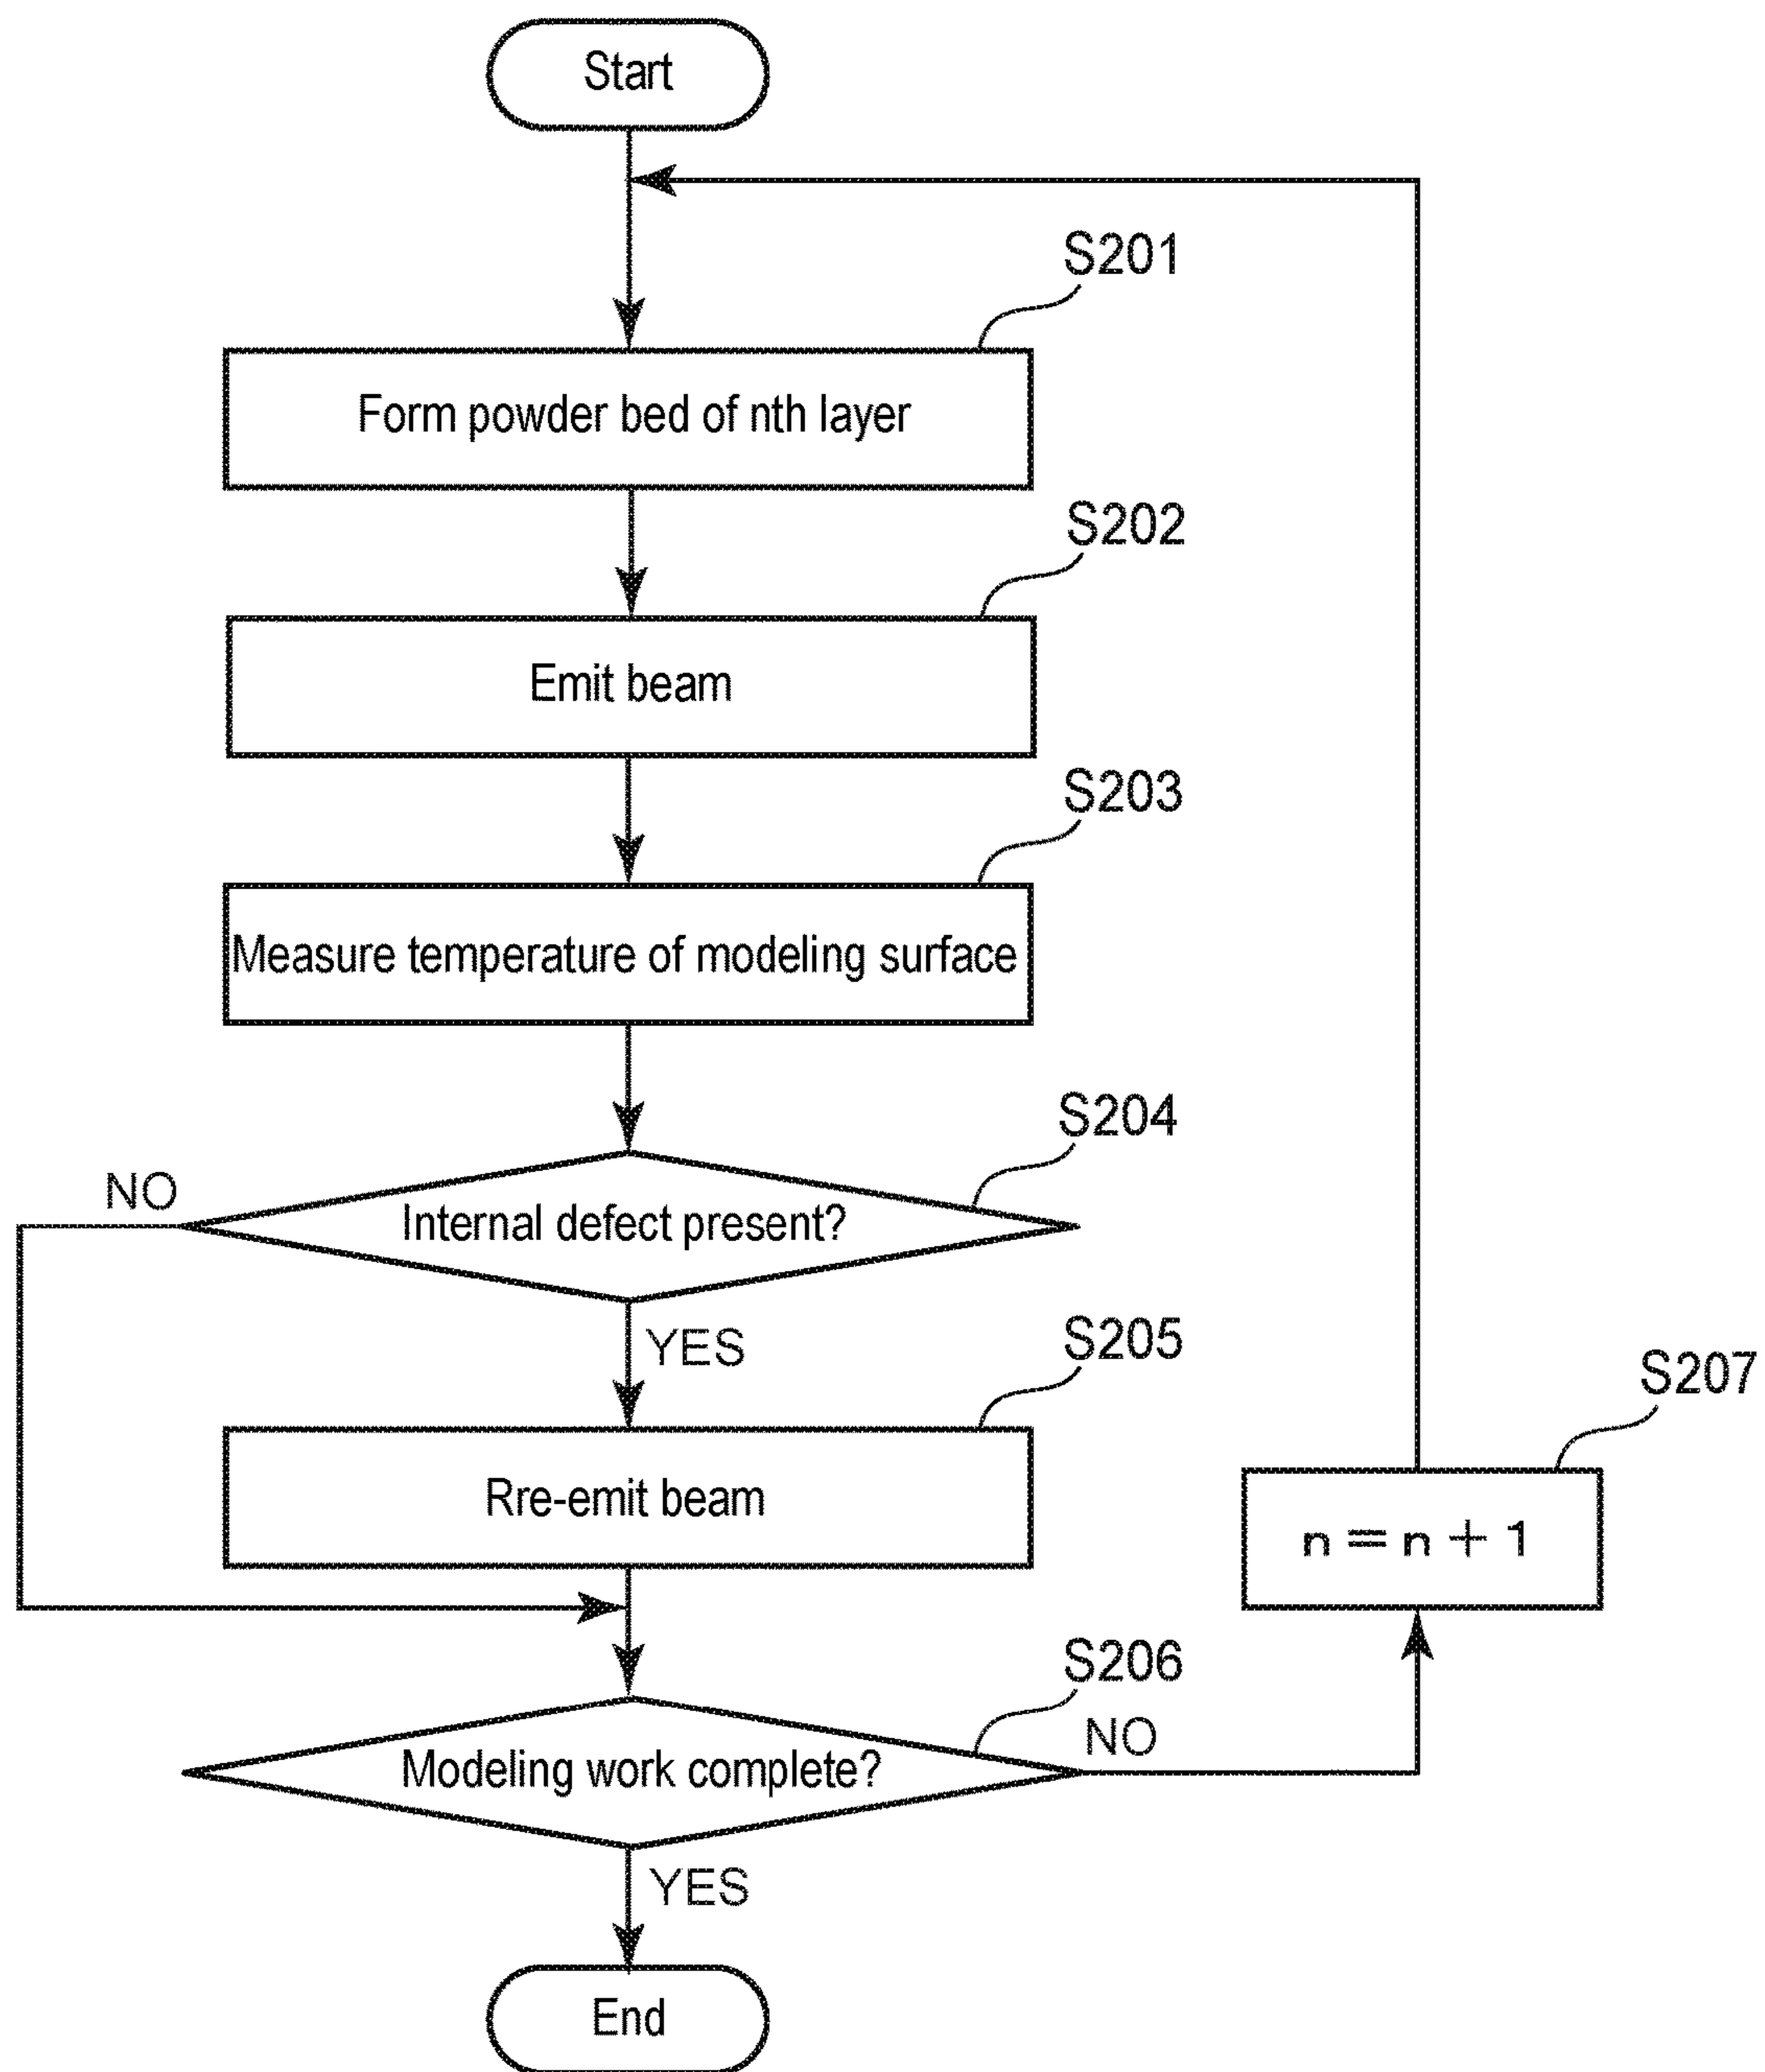 Start
S201
Form powder bed of nth layer
S202
Emit beam
S203
Measure temperature of modeling surface
S204
NO
Internal defect present?
YES
S205
Rre-emit beam
S207
n = n + 1
S206
Modeling work complete?
NO
YES
End